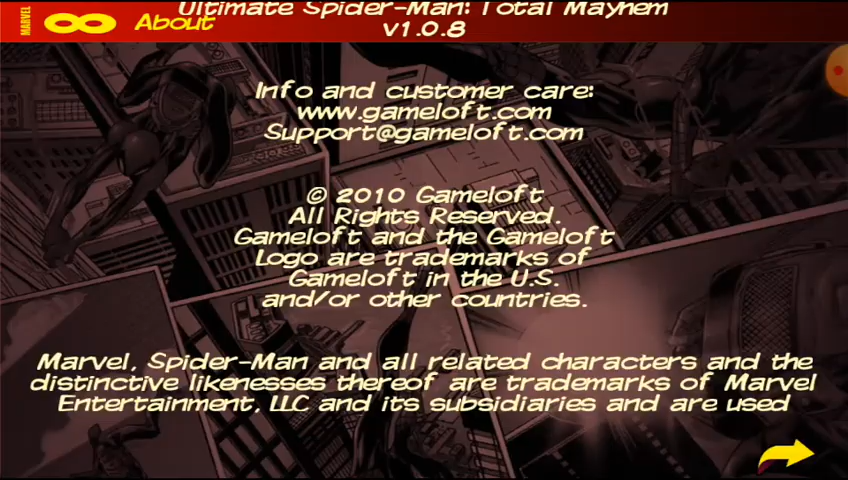 Ultimate Spider-Man: Total Mayhem
v1.0.8
MARVEL
About
Info and customer care:
www.gameloft.com
Support@gameloft.com
© 2010 Gameloft
All Rights Reserved.
Gameloft and the Gameloft
Logo are trademarks of
Gameloft in the U.S.
and/or other countries.
Marvel, Spider-Man and all related characters and the
distinctive likenesses thereof are trademarks of Marvel
Entertainment, LLC and its subsidiaries and are used